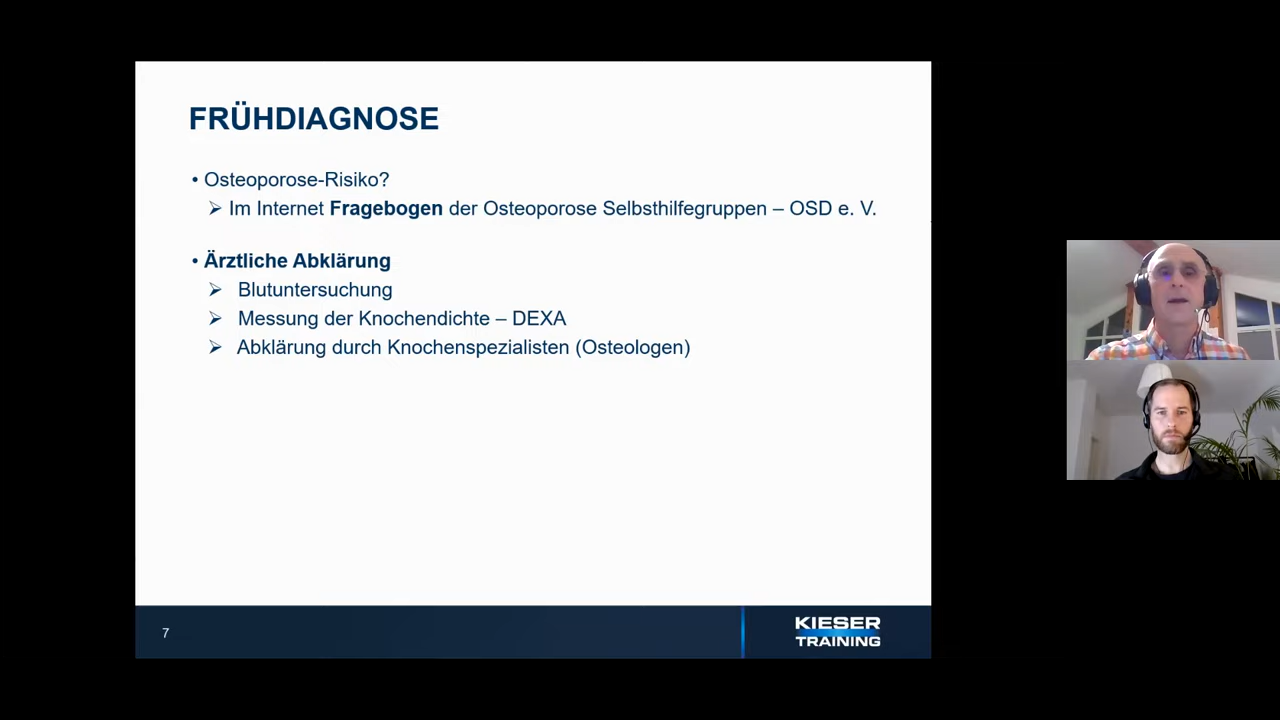 FRÜHDIAGNOSE
• Osteoporose-Risiko?
➢ Im Internet Fragebogen der Osteoporose Selbsthilfegruppen – OSD e. V.
• Ärztliche Abklärung
➢ Blutuntersuchung
➢ Messung der Knochendichte – DEXA
➢ Abklärung durch Knochenspezialisten (Osteologen)
7
KIESER
TRAINING